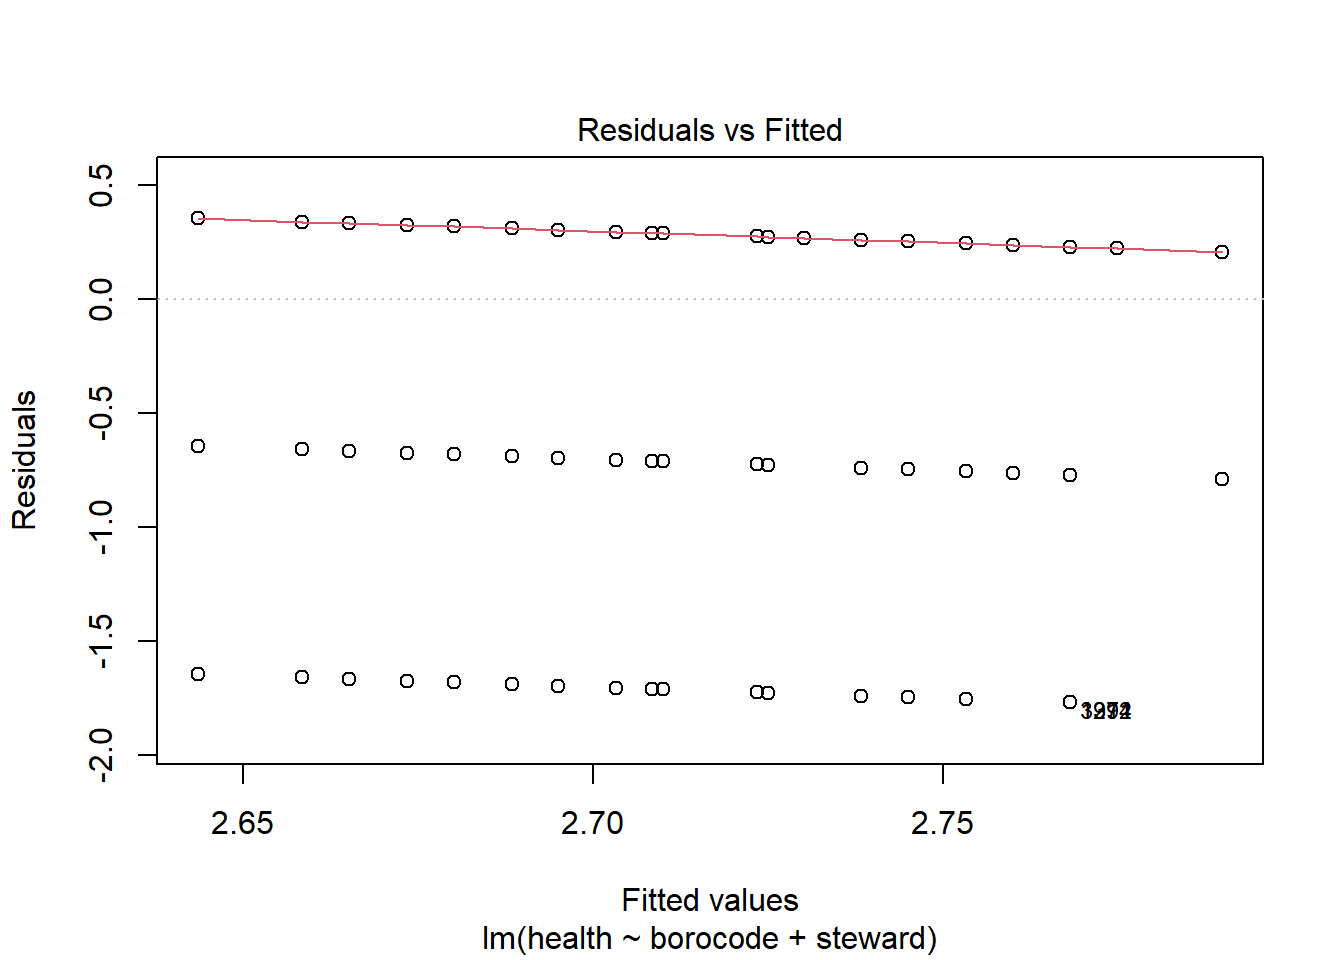 Residuals vs Fitted
Residuals
0.5
0.0
-0.5
-1.0
-1.5
-2.0
2.65
2.70
2.75
Fitted values
lm(health ~ borocode + steward)